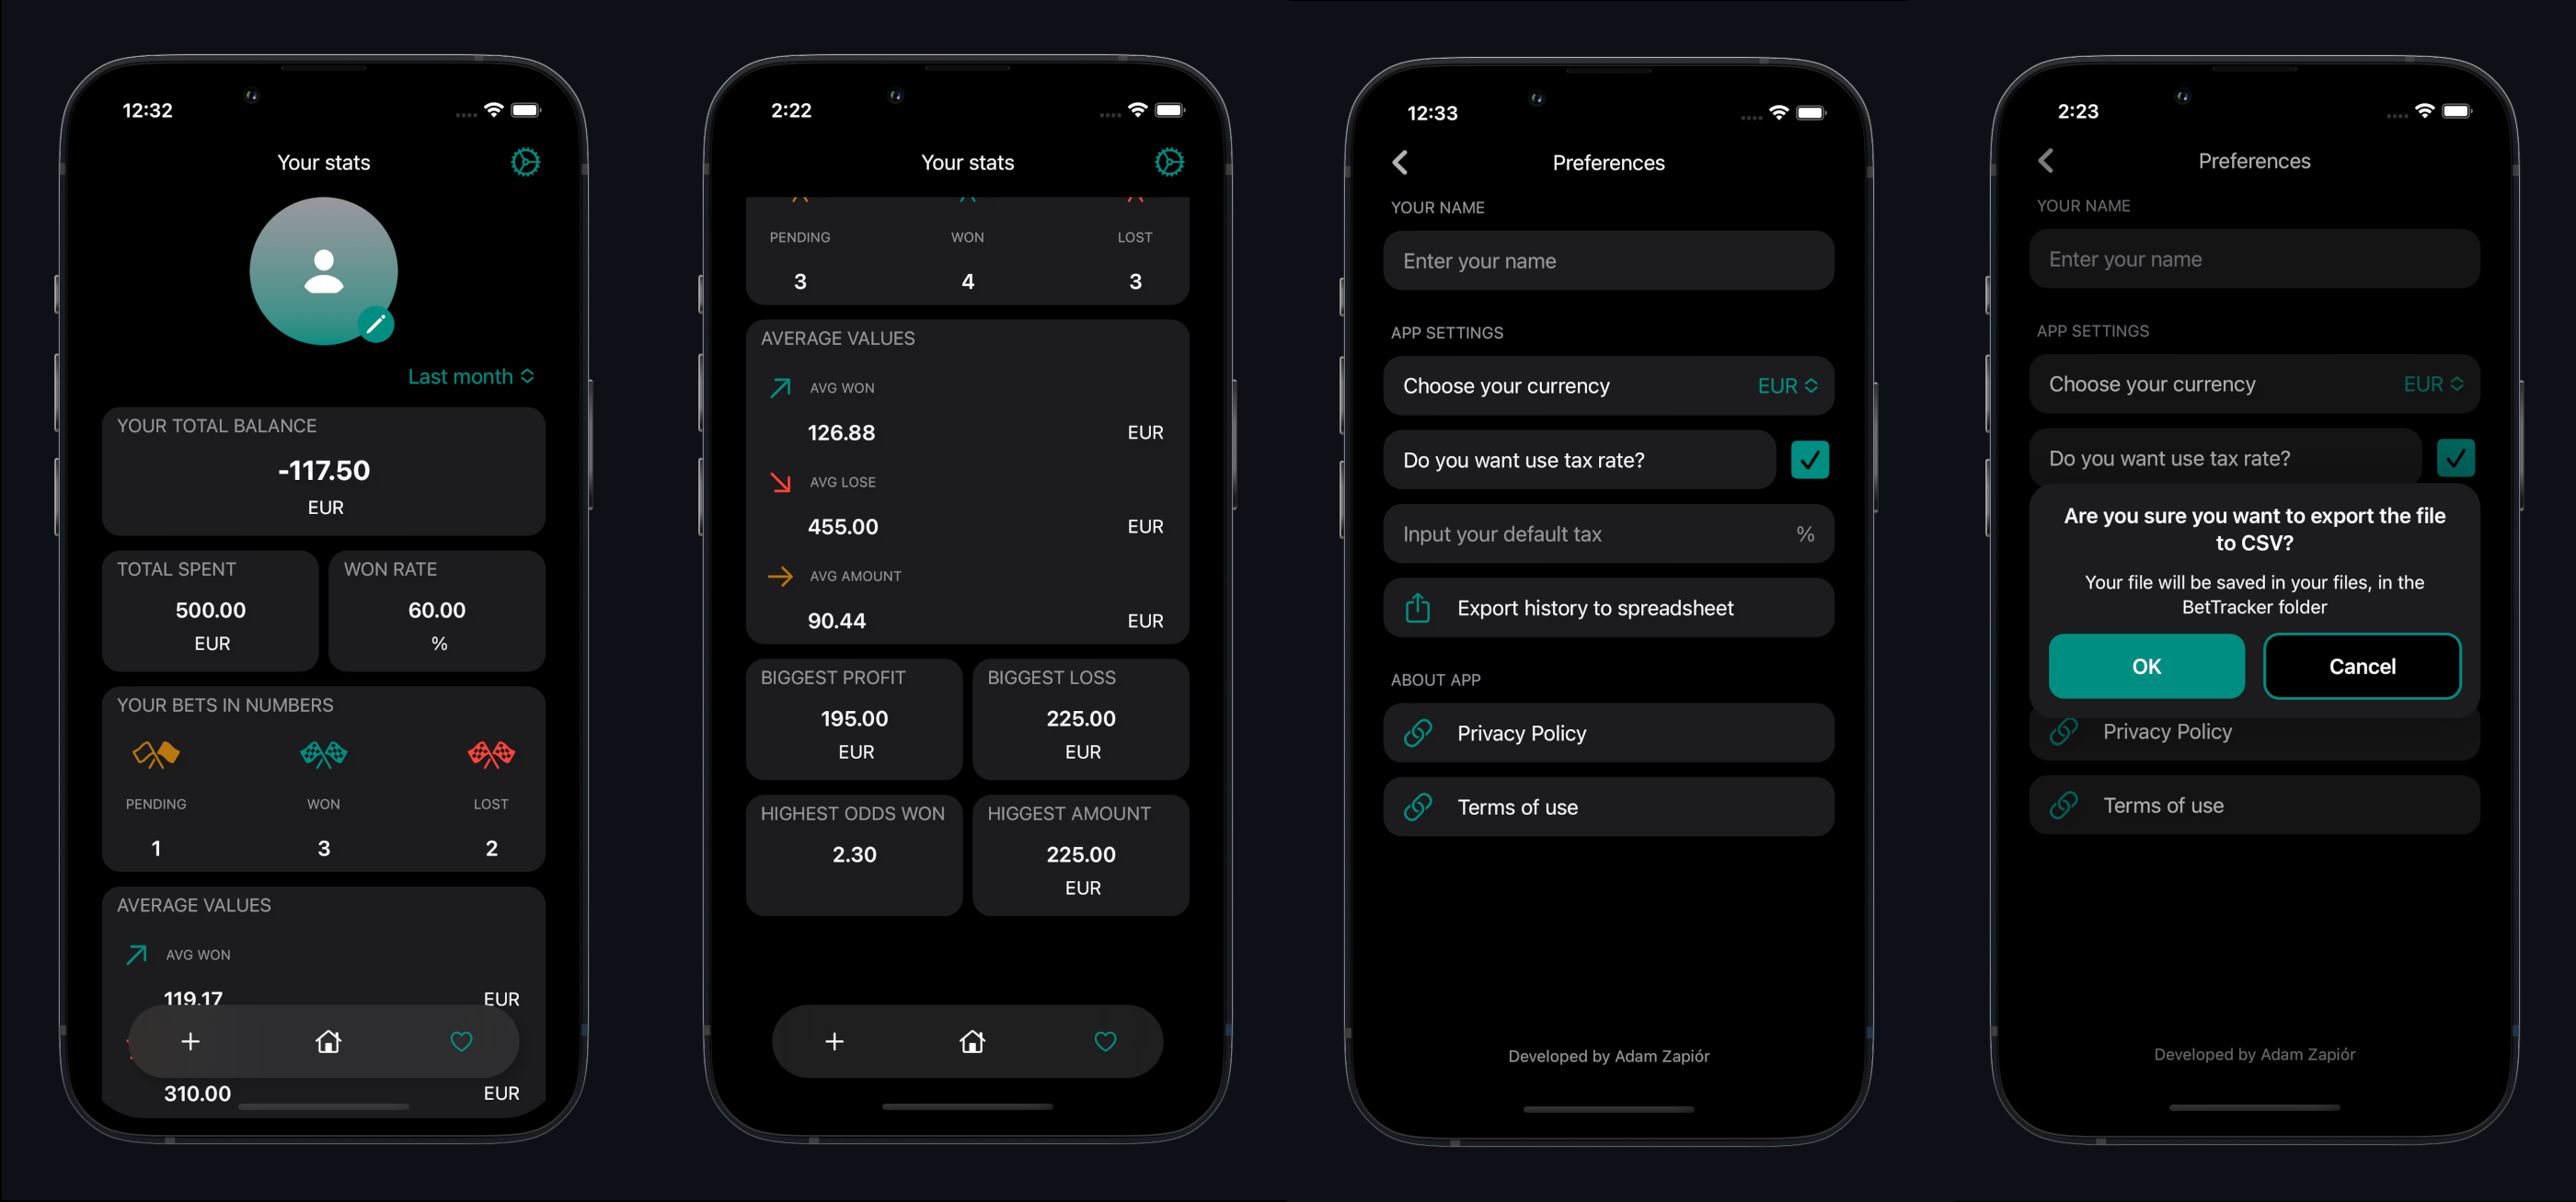 12:32
Your stats
Last month
YOUR TOTAL BALANCE
-117.50
EUR
TOTAL SPENT
500.00
EUR
WON RATE
60.00
%
YOUR BETS IN NUMBERS
PENDING
WON
LOST
1
3
2
AVERAGE VALUES
AVG WON
119.17
EUR
310.00
EUR
2:22
Your stats
PENDING
WON
LOST
3
4
3
AVERAGE VALUES
AVG WON
126.88
EUR
AVG LOSE
455.00
EUR
AVG AMOUNT
90.44
EUR
BIGGEST PROFIT
195.00
EUR
BIGGEST LOSS
225.00
EUR
HIGHEST ODDS WON
2.30
HIGGEST AMOUNT
225.00
EUR
12:33
Preferences
YOUR NAME
Enter your name
APP SETTINGS
Choose your currency
EUR
Do you want use tax rate?
Input your default tax
%
Export history to spreadsheet
ABOUT APP
Privacy Policy
Terms of use
Developed by Adam Zapiór
2:23
Preferences
YOUR NAME
Enter your name
APP SETTINGS
Choose your currency
EUR
Do you want use tax rate?
Are you sure you want to export the file
to CSV?
Your file will be saved in your files, in the
BetTracker folder
OK
Cancel
Privacy Policy
Terms of use
Developed by Adam Zapiór